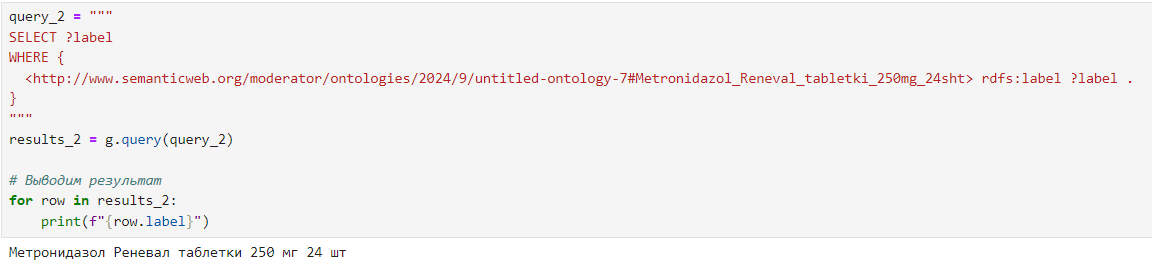 query_2 = """
SELECT ?label
WHERE {
  <http://www.semanticweb.org/moderator/ontologies/2024/9/untitled-ontology-7#Metronidazol_Reneval_tabletki_250mg_24sht> rdfs:label ?label .
}
"""
results_2 = g.query(query_2)

# Выводим результат
for row in results_2:
    print(f"{row.label}")
Метронидазол Реневал таблетки 250 мг 24 шт